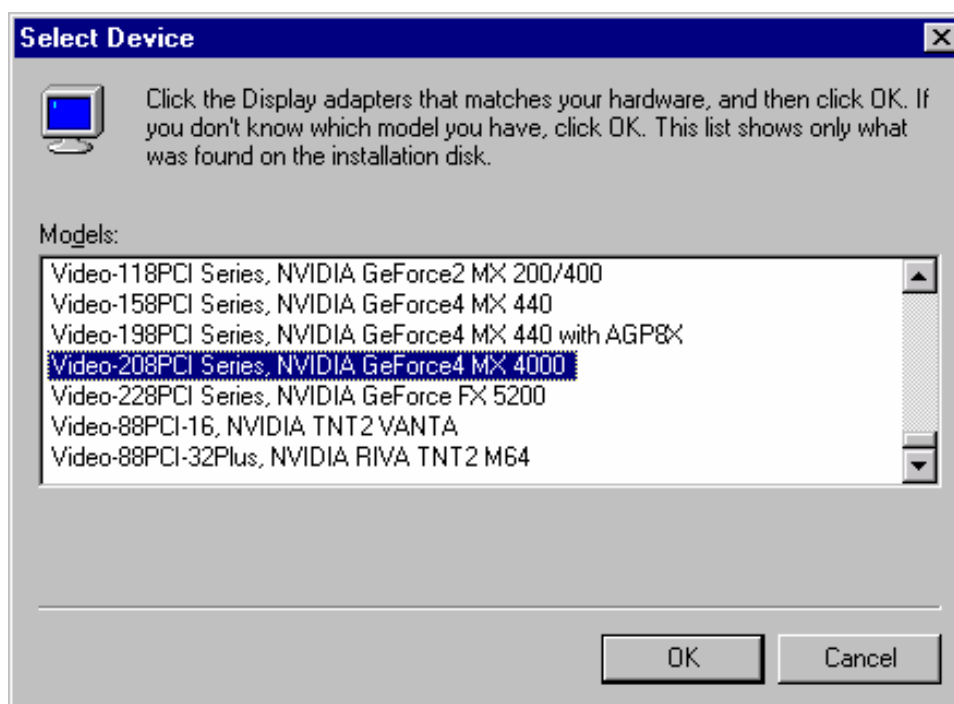 Select Device
Click the Display adapters that matches your hardware, and then click OK. If
you don't know which model you have, click OK. This list shows only what
was found on the installation disk.
Models:
Video-118PCI Series, NVIDIA GeForce2 MX 200/400
Video-158PCI Series, NVIDIA GeForce4 MX 440
Video-198PCI Series, NVIDIA GeForce4 MX 440 with AGP8X
Video-208PCI Series, NVIDIA GeForce4 MX 4000
Video-228PCI Series, NVIDIA GeForce FX 5200
Video-88PCI-16, NVIDIA TNT2 VANTA
Video-88PCI-32Plus, NVIDIA RIVA TNT2 M64
OK Cancel